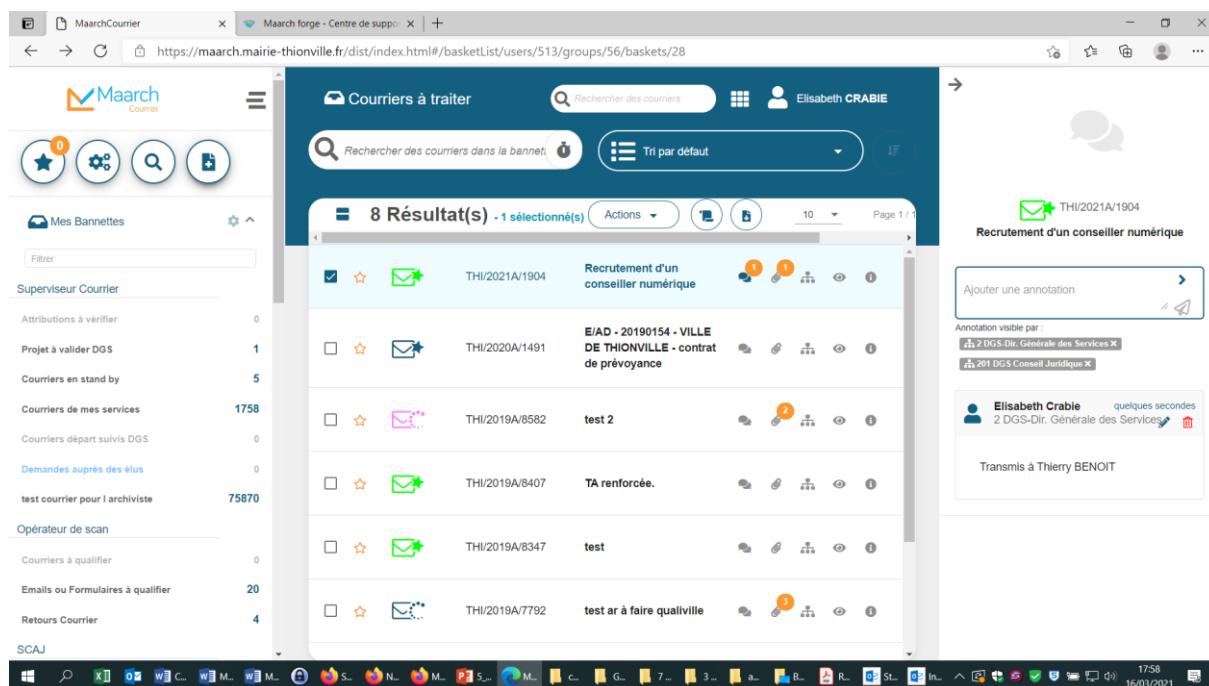 MaarchCourrier
Maarch forge - Centre de suppo
https://maarch.mairie-thionville.fr/dist/index.html#/basketList/users/513/groups/56/baskets/28
Maarch
Courrier
0
Mes Bannettes
Filtrer
Superviseur Courrier
Attributions à vérifier 0
Projet à valider DGS 1
Courriers en stand by 5
Courriers de mes services 1758
Courriers départ suivis DGS 0
Demandes auprès des élus 0
test courrier pour l archiviste 75870
Opérateur de scan
Courriers à qualifier 0
Emails ou Formulaires à qualifier 20
Retours Courrier 4
SCAJ
Courriers à traiter
Rechercher des courriers
Elisabeth CRABIE
Rechercher des courriers dans la bannett
Tri par défaut
8 Résultat(s) - 1 sélectionné(s)
Actions
10
Page 1 / 1
THI/2021A/1904
Recrutement d'un
conseiller numérique
1
1
THI/2020A/1491
E/AD - 20190154 - VILLE
DE THIONVILLE - contrat
de prévoyance
THI/2019A/8582
test 2
2
THI/2019A/8407
TA renforcée.
THI/2019A/8347
test
THI/2019A/7792
test ar à faire qualiville
3
THI/2021A/1904
Recrutement d'un conseiller numérique
Ajouter une annotation
Annotation visible par :
2 DGS-Dir. Générale des Services X
201 DGS Conseil Juridique X
Elisabeth Crabie quelques secondes
2 DGS-Dir. Générale des Services
Transmis à Thierry BENOIT
C... M... M... S... N... M... S_... M... c... G... 7... 3... a... B... R... St... In...
17:58
16/03/2021